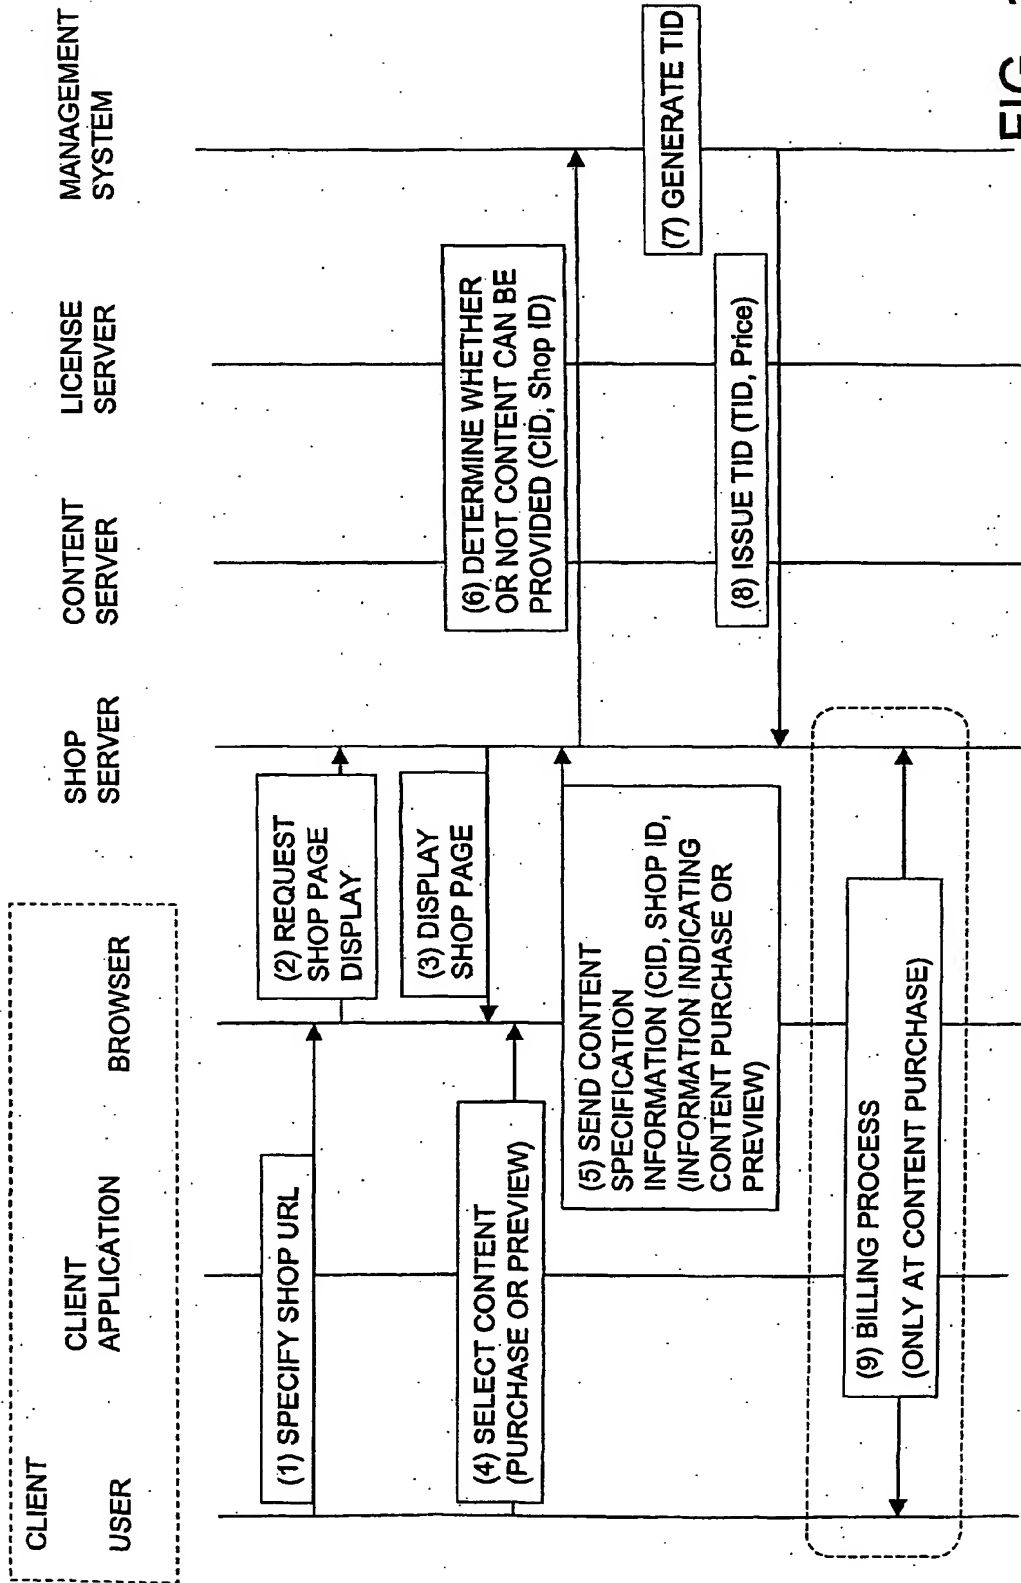 CLIENT
USER
CLIENT
APPLICATION
BROWSER
SHOP
SERVER
CONTENT
SERVER
LICENSE
SERVER
MANAGEMENT
SYSTEM
(1) SPECIFY SHOP URL
(2) REQUEST
SHOP PAGE
DISPLAY
(3) DISPLAY
SHOP PAGE
(4) SELECT CONTENT
(PURCHASE OR PREVIEW)
(5) SEND CONTENT
SPECIFICATION
INFORMATION (CID, SHOP ID,
(INFORMATION INDICATING
CONTENT PURCHASE OR
PREVIEW)
(6) DETERMINE WHETHER
OR NOT CONTENT CAN BE
PROVIDED (CID, Shop ID)
(7) GENERATE TID
(8) ISSUE TID (TID, Price)
(9) BILLING PROCESS
(ONLY AT CONTENT PURCHASE)
FIG.